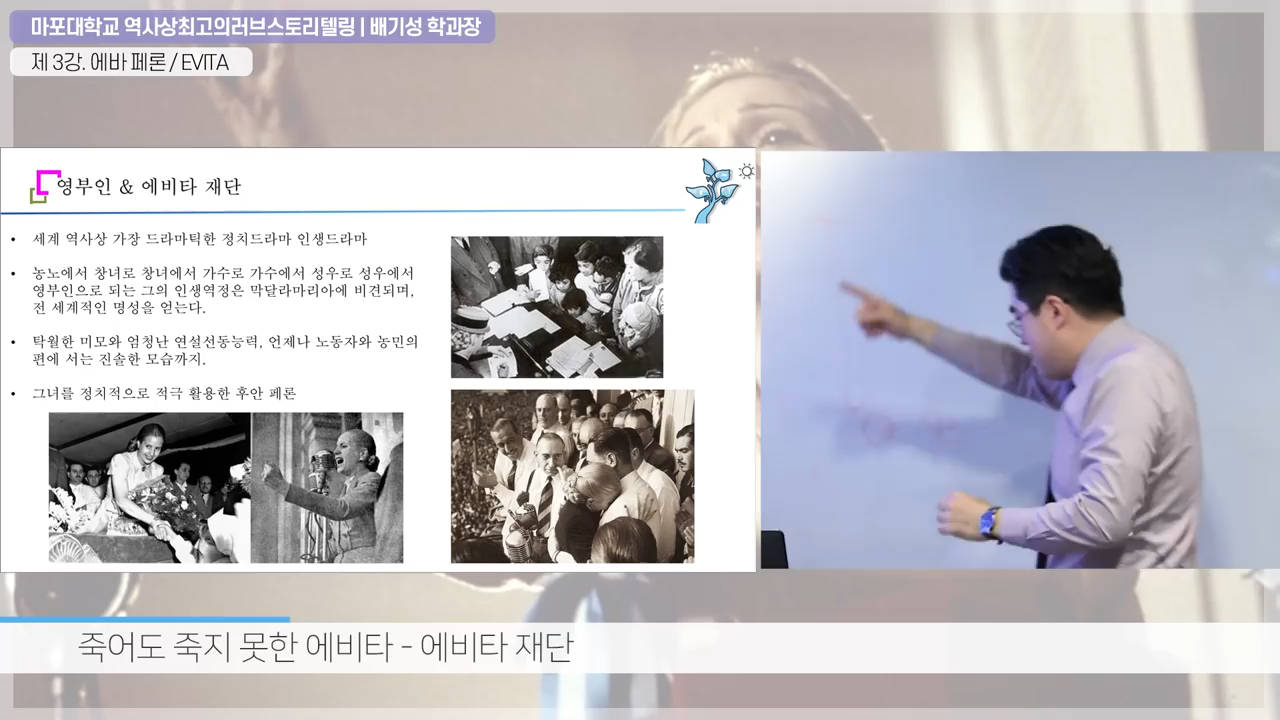 마포대학교 역사상최고의러브스토리텔링 | 배기성 학과장
제 3강. 에바 페론 / EVITA
영부인 & 에비타 재단
• 세계 역사상 가장 드라마틱한 정치드라마 인생드라마
• 농노에서 창녀로 창녀에서 가수로 가수에서 성우로 성우에서
영부인으로 되는 그의 인생역정은 막달라마리아에 비견되며,
전 세계적인 명성을 얻는다.
• 탁월한 미모와 엄청난 연설선동능력, 언제나 노동자와 농민의
편에 서는 진솔한 모습까지.
• 그녀를 정치적으로 적극 활용한 후안 페론
죽어도 죽지 못한 에비타 - 에비타 재단